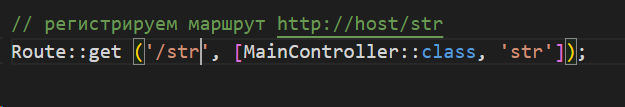 // регистрируем маршрут http://host/str
Route::get ('/str', [MainController::class, 'str']);